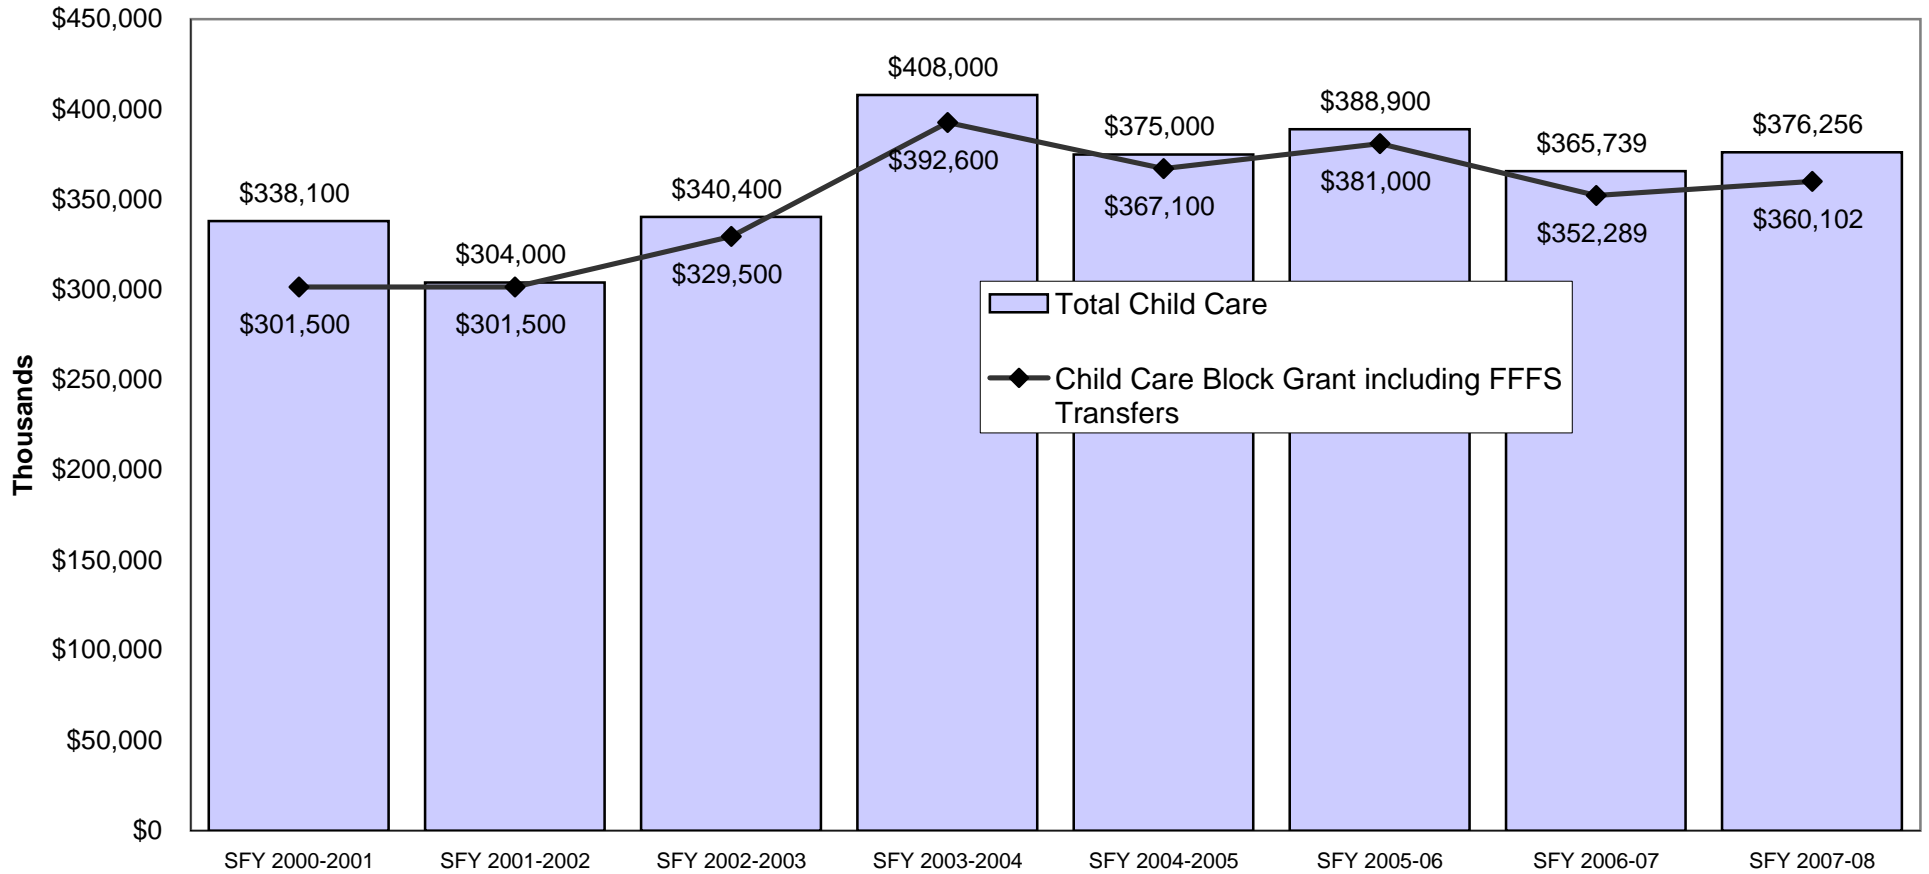 $450,000
$400,000
$350,000
$300,000
$250,000
$200,000
$150,000
$100,000
$50,000
$0
Thousands
$338,100
$304,000
$340,400
$408,000
$375,000
$388,900
$365,739
$376,256
$301,500
$301,500
$329,500
$392,600
$367,100
$381,000
$352,289
$360,102
Total Child Care
Child Care Block Grant including FFFS
Transfers
SFY 2000-2001
SFY 2001-2002
SFY 2002-2003
SFY 2003-2004
SFY 2004-2005
SFY 2005-06
SFY 2006-07
SFY 2007-08